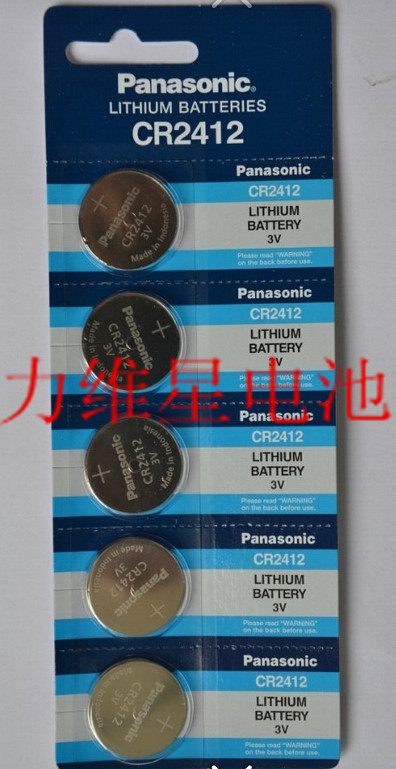 Panasonic®
LITHIUM BATTERIES
CR2412
Panasonic
CR2412
LITHIUM
BATTERY
3V
Please read "WARNING"
on the back before use.
Panasonic
CR2412
3V
Made in Indonesia
Panasonic
CR2412
LITHIUM
BATTERY
3V
Please read "WARNING"
on the back before use.
Panasonic
CR2412
3V
Made in
力维星电池
Panasonic
CR2412
LITHIUM
BATTERY
3V
Please read "WARNING"
on the back before use.
Panasonic
CR2412
3V
Made in Indonesia
Panasonic
CR2412
LITHIUM
BATTERY
3V
Please read "WARNING"
on the back before use.
Panasonic
CR2412
3V
Made in Indonesia
Panasonic
CR2412
LITHIUM
BATTERY
3V
Please read "WARNING"
on the back before use.
Panasonic
CR2412
3V